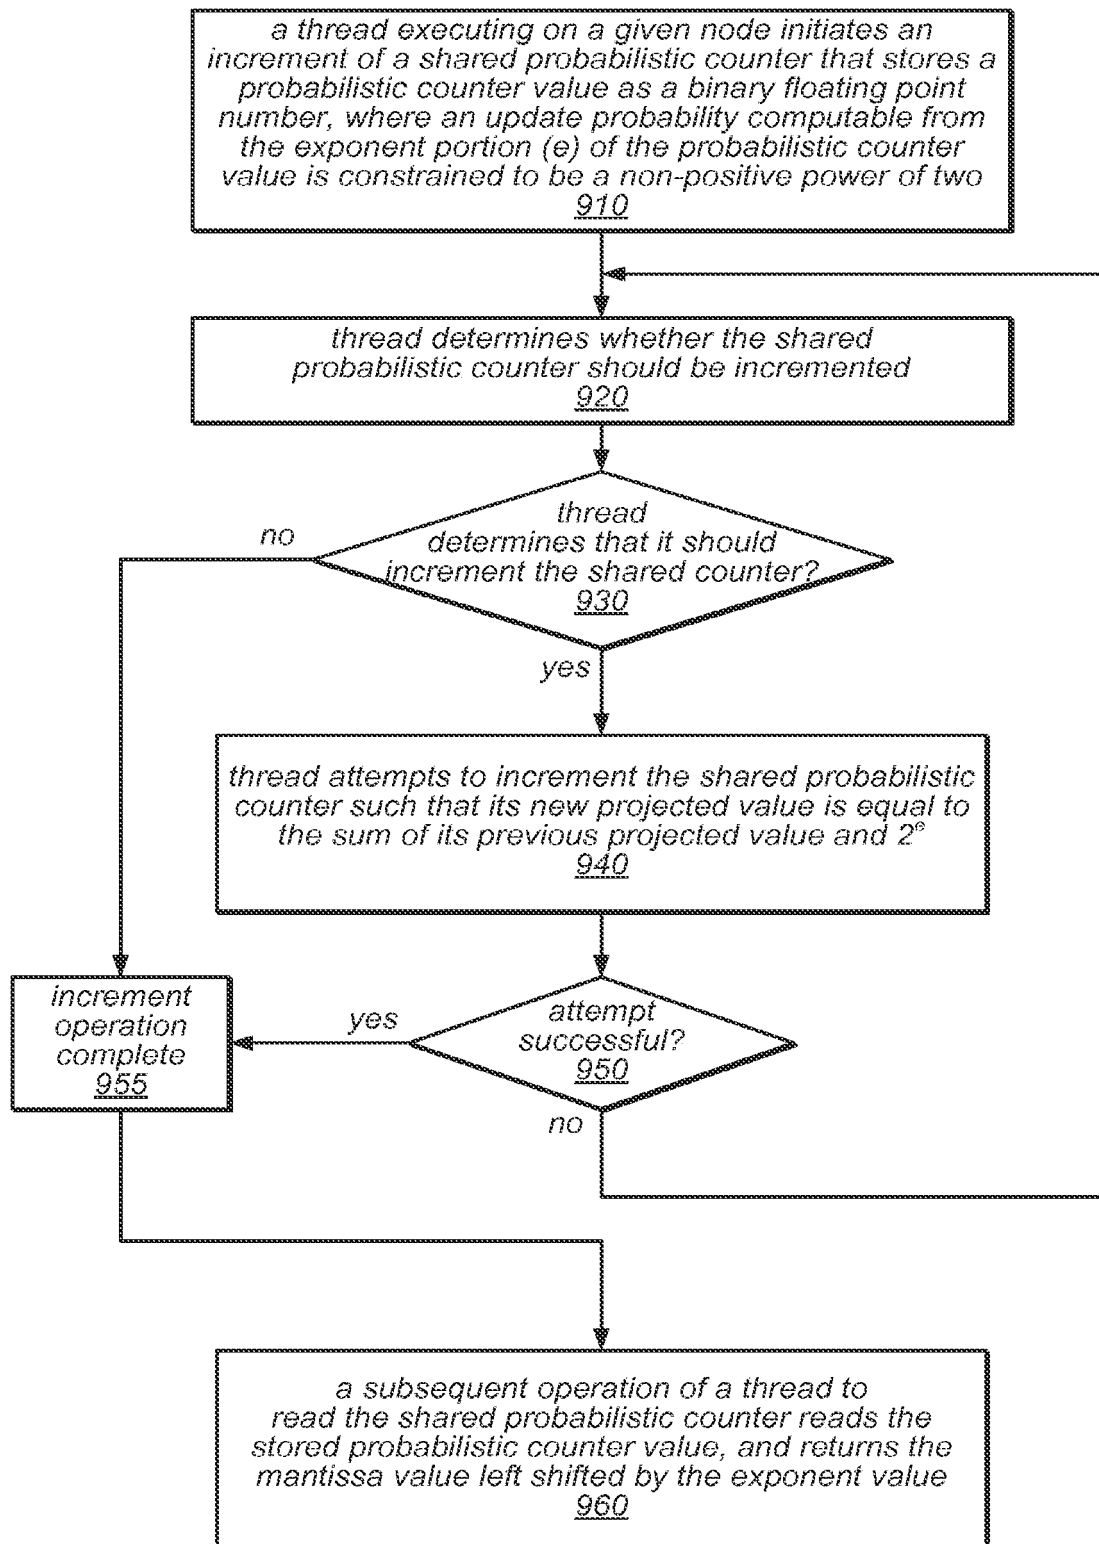 a thread executing on a given node initiates an
increment of a shared probabilistic counter that stores a
probabilistic counter value as a binary floating point
number, where an update probability computable from
the exponent portion (e) of the probabilistic counter
value is constrained to be a non-positive power of two
910
thread determines whether the shared
probabilistic counter should be incremented
920
thread
determines that it should
increment the shared counter?
930
no
yes
thread attempts to increment the shared probabilistic
counter such that its new projected value is equal to
the sum of its previous projected value and 2ᵉ
940
increment
operation
complete
955
yes
attempt
successful?
950
no
a subsequent operation of a thread to
read the shared probabilistic counter reads the
stored probabilistic counter value, and returns the
mantissa value left shifted by the exponent value
960